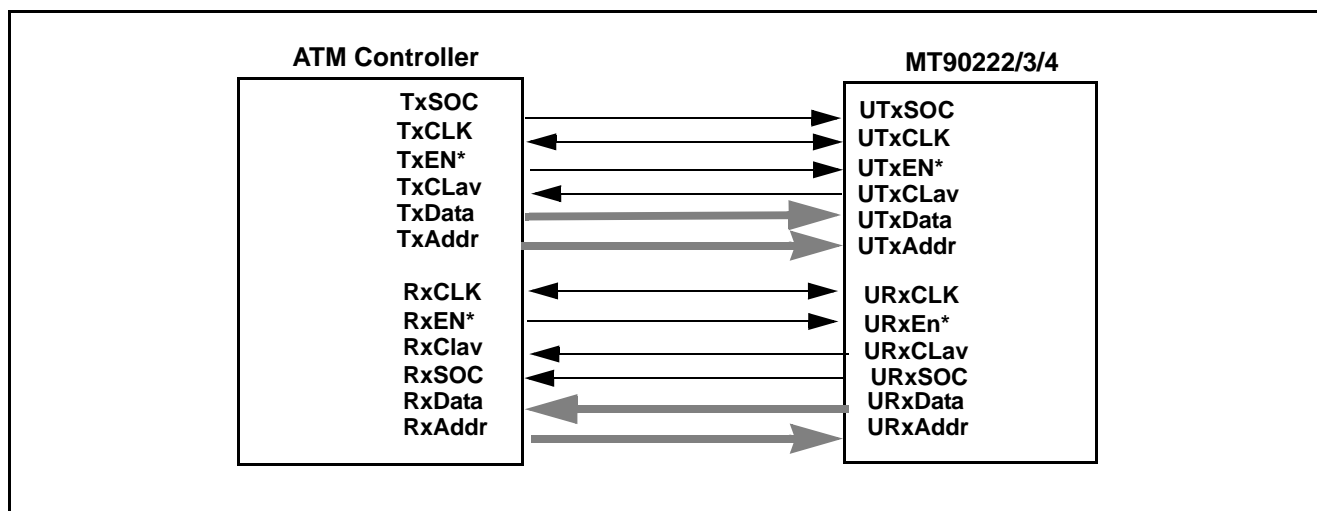 ATM Controller
MT90222/3/4
TxSOC
TxCLK
TxEN*
TxCLav
TxData
TxAddr
RxCLK
RxEN*
RxClav
RxSOC
RxData
RxAddr
UTxSOC
UTxCLK
UTxEN*
UTxCLav
UTxData
UTxAddr
URxCLK
URxEn*
URxCLav
URxSOC
URxData
URxAddr